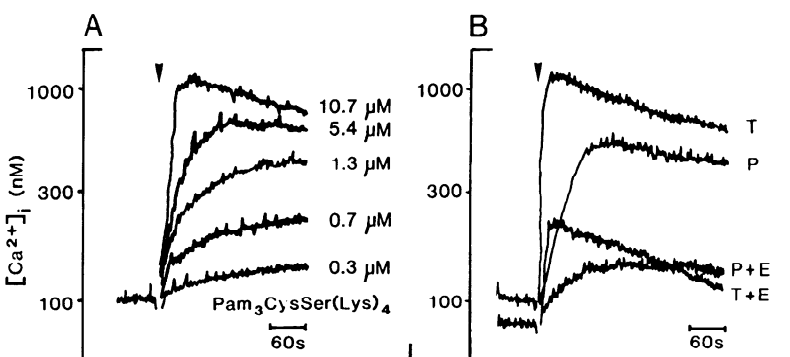 A
[Ca²⁺]ᵢ (nM)
1000
300
100
10.7 µM
5.4 µM
1.3 µM
0.7 µM
0.3 µM
Pam₃CysSer(Lys)₄
60s
B
1000
300
100
T
P
P+E
T+E
60s